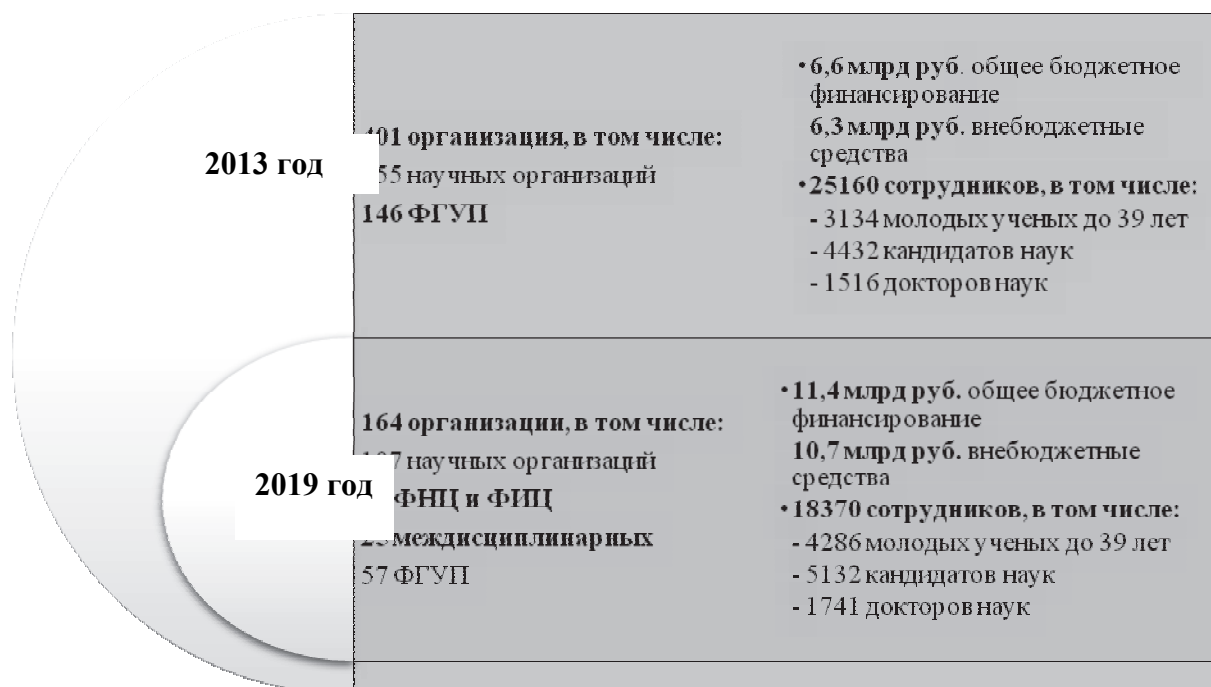 2013 год
организация, в том числе:
научных организаций
146 ФГУП
•6,6 млрд руб. общее бюджетное
финансирование
6,3 млрд руб. внебюджетные
средства
•25160 сотрудников, в том числе:
- 3134 молодых ученых до 39 лет
- 4432 кандидатов наук
- 1516 докторов наук
2019 год
164 организации, в том числе:
научных организаций
ФНЦ и ФИЦ
междисциплинарных
57 ФГУП
•11,4 млрд руб. общее бюджетное
финансирование
10,7 млрд руб. внебюджетные
средства
•18370 сотрудников, в том числе:
- 4286 молодых ученых до 39 лет
- 5132 кандидатов наук
- 1741 докторов наук